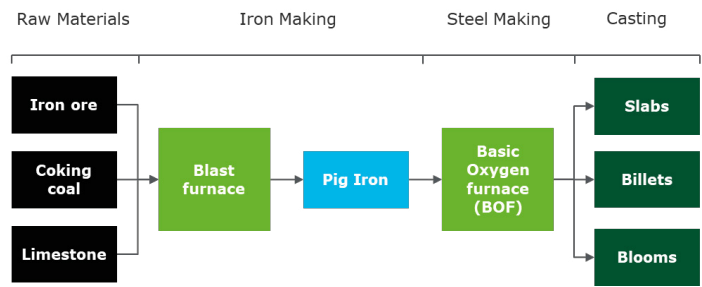 Raw Materials
Iron Making
Steel Making
Casting
Iron ore
Coking
coal
Limestone
Blast
furnace
Pig Iron
Basic
Oxygen
furnace
(BOF)
Slabs
Billets
Blooms